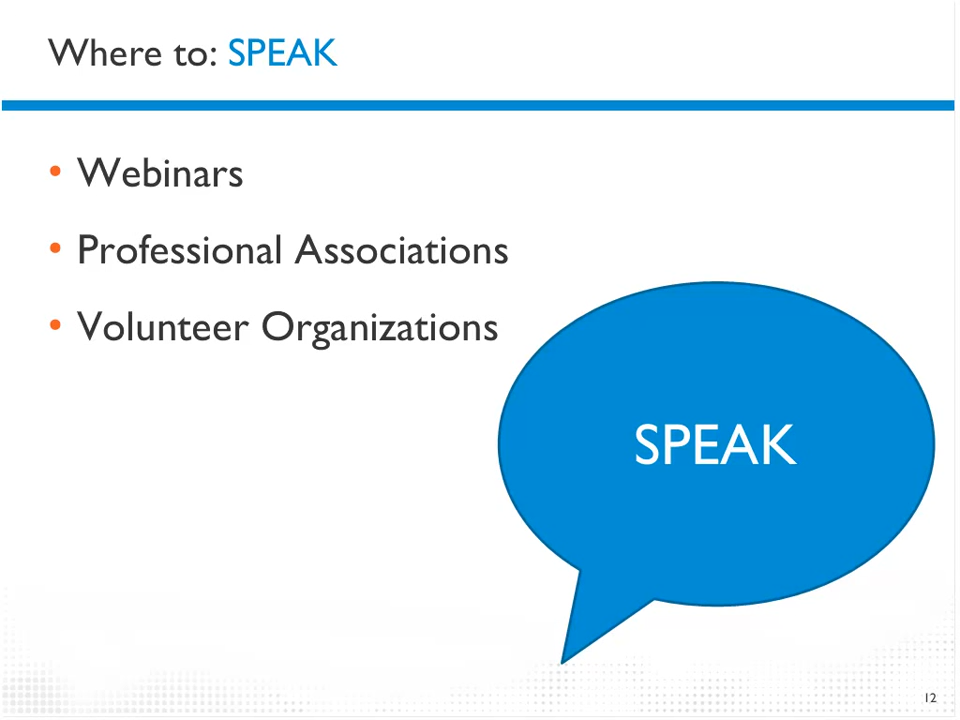 Where to: SPEAK
• Webinars
• Professional Associations
• Volunteer Organizations
SPEAK
12